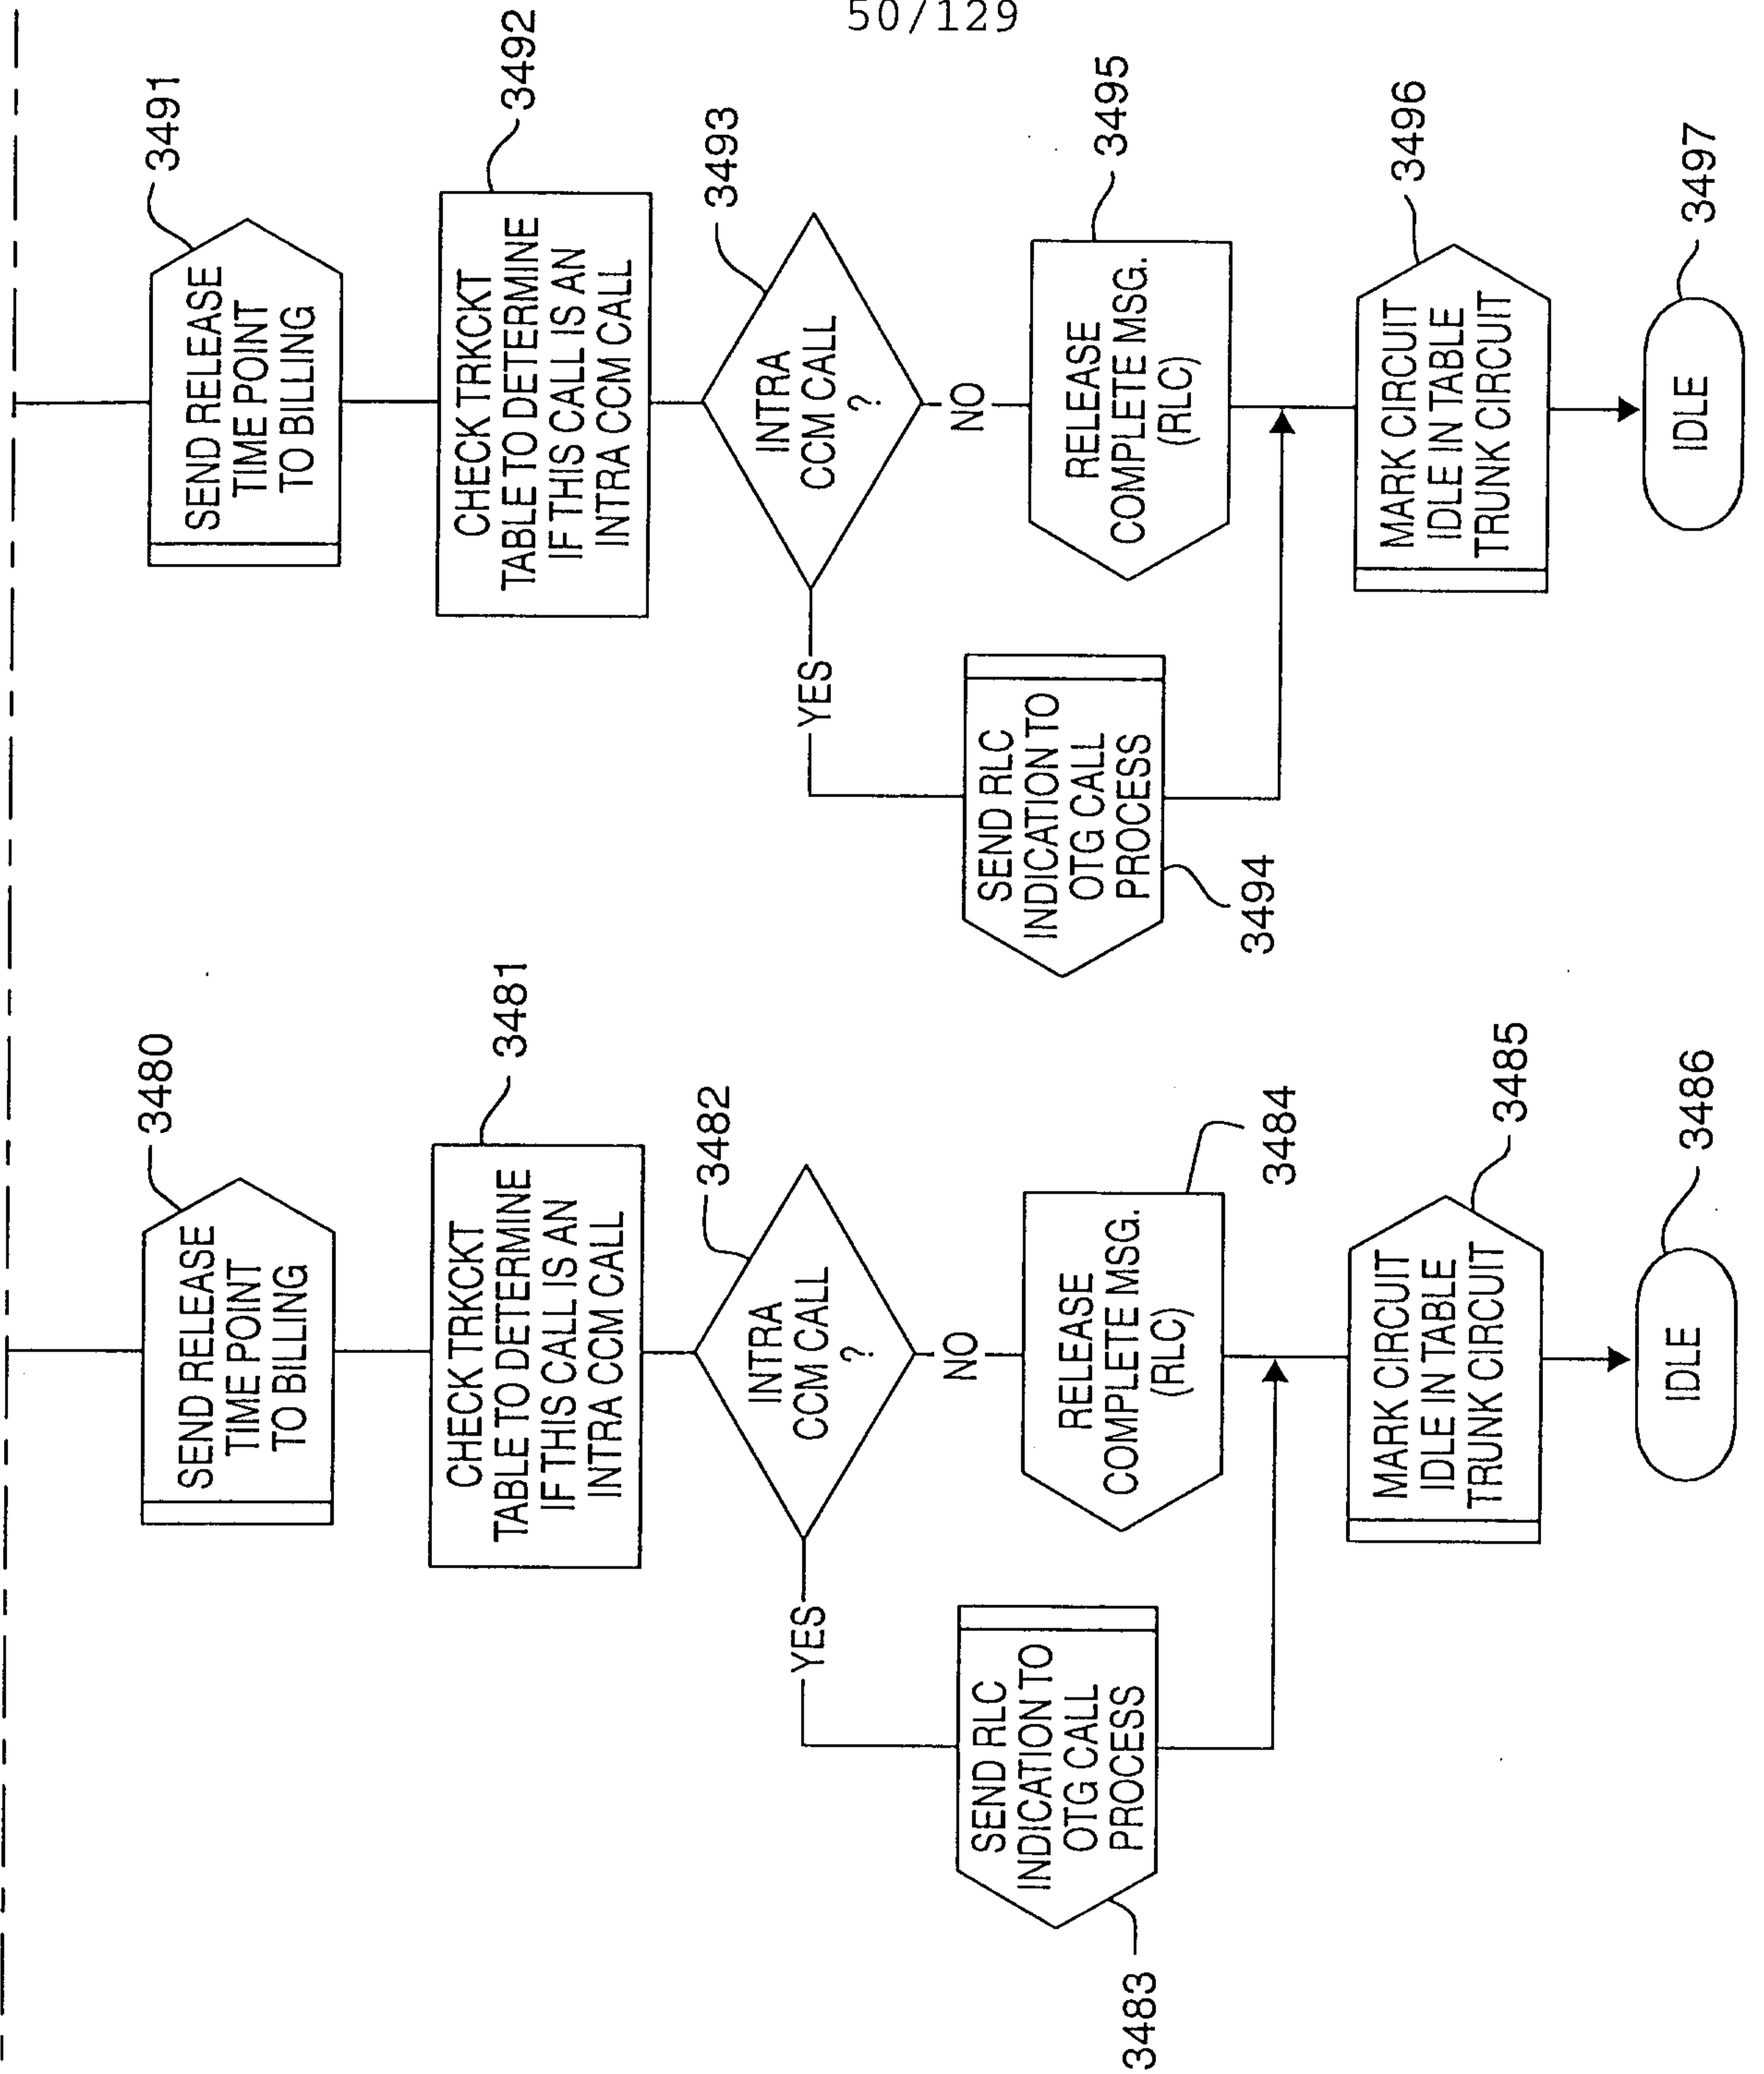 50/129
3480
SEND RELEASE
TIME POINT
TO BILLING
3481
CHECK TRKCKT
TABLE TO DETERMINE
IF THIS CALL IS AN
INTRA CCM CALL
3482
INTRA
CCM CALL
?
YES
NO
3483
SEND RLC
INDICATION TO
OTG CALL
PROCESS
3484
RELEASE
COMPLETE MSG.
(RLC)
3485
MARK CIRCUIT
IDLE IN TABLE
TRUNK CIRCUIT
3486
IDLE
3491
SEND RELEASE
TIME POINT
TO BILLING
3492
CHECK TRKCKT
TABLE TO DETERMINE
IF THIS CALL IS AN
INTRA CCM CALL
3493
INTRA
CCM CALL
?
YES
NO
3494
SEND RLC
INDICATION TO
OTG CALL
PROCESS
3495
RELEASE
COMPLETE MSG.
(RLC)
3496
MARK CIRCUIT
IDLE IN TABLE
TRUNK CIRCUIT
3497
IDLE